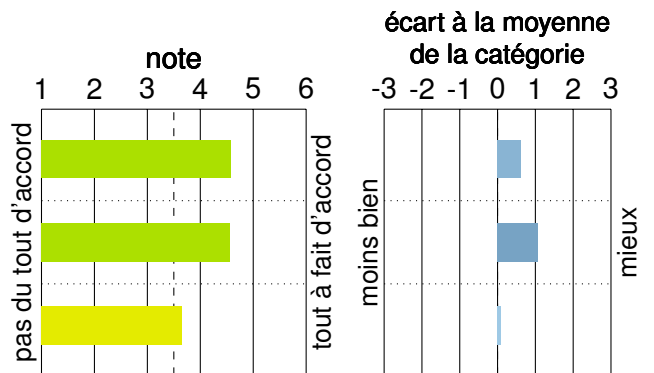 note
1 2 3 4 5 6
pas du tout d'accord
tout à fait d'accord
écart à la moyenne
de la catégorie
-3 -2 -1 0 1 2 3
moins bien
mieux